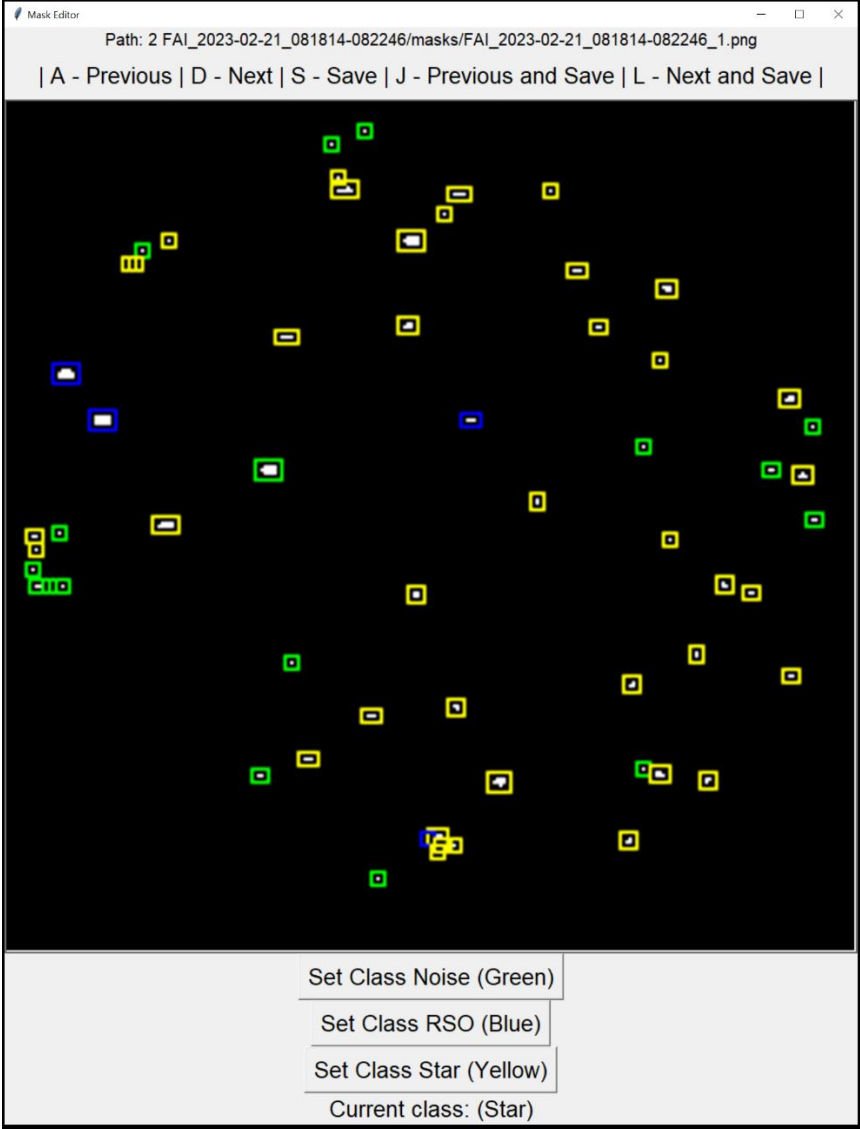 Mask Editor
Path: 2 FAI_2023-02-21_081814-082246/masks/FAI_2023-02-21_081814-082246_1.png
| A - Previous | D - Next | S - Save | J - Previous and Save | L - Next and Save |
Set Class Noise (Green)
Set Class RSO (Blue)
Set Class Star (Yellow)
Current class: (Star)